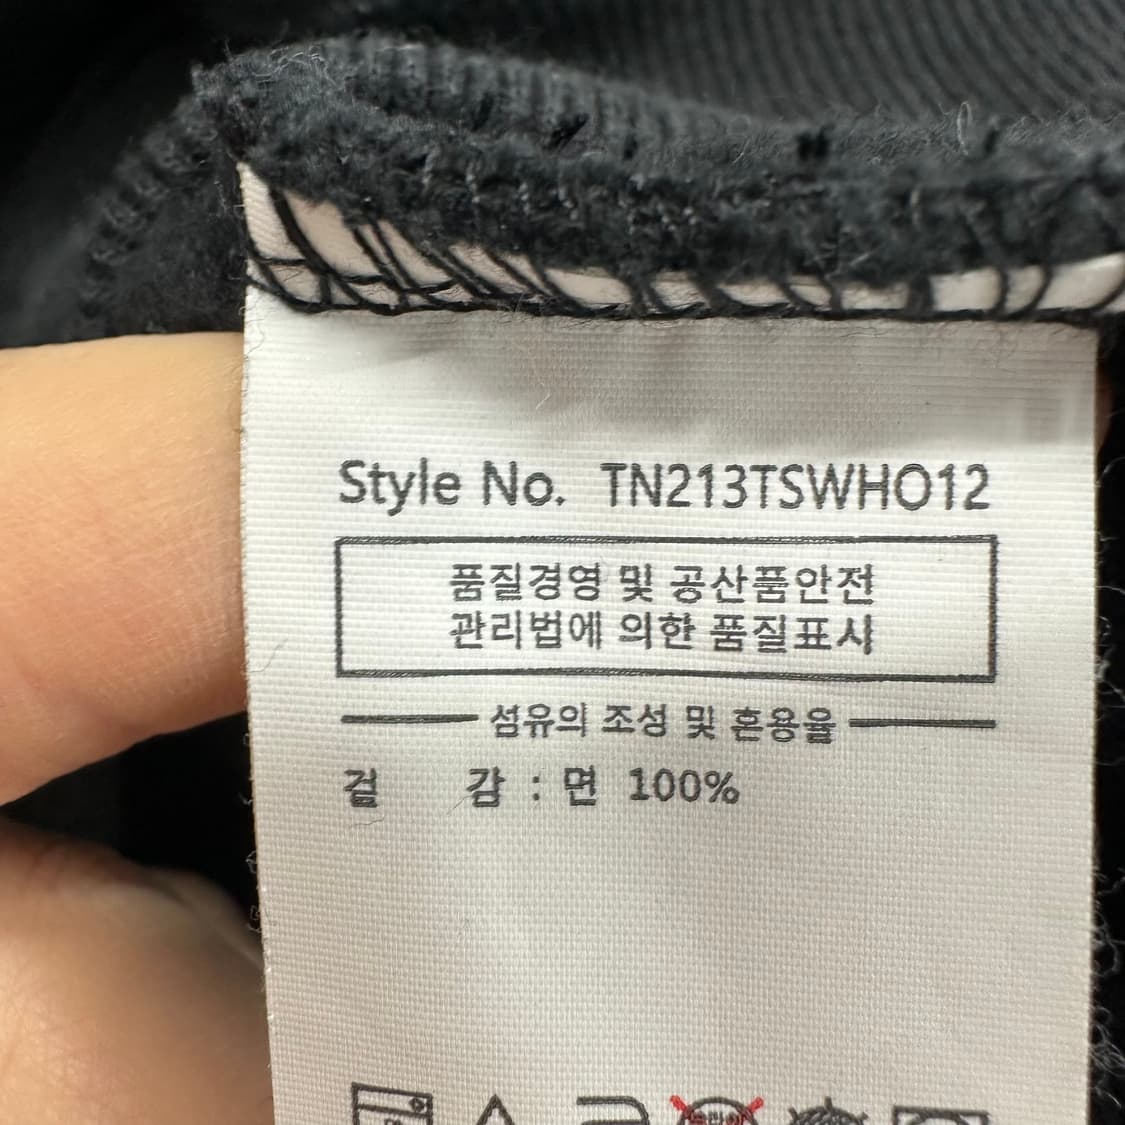 Style No. TN213TSWHO12
품질경영 및 공산품안전
관리법에 의한 품질표시
섬유의 조성 및 혼용율
겉 감 : 면 100%